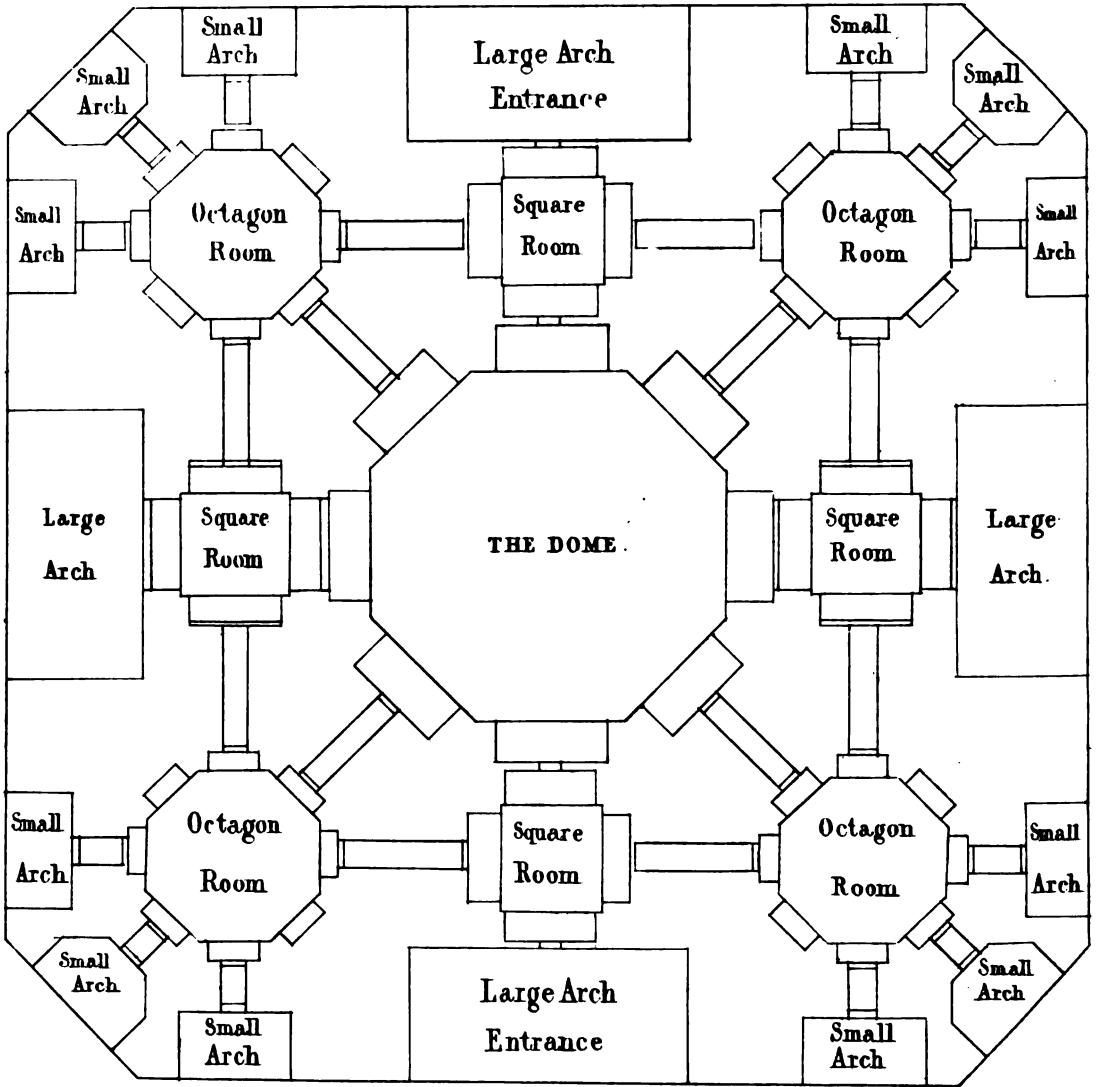 Small
Arch
Small
Arch
Large Arch
Entrance
Small
Arch
Small
Arch
Small
Arch
Octagon
Room
Square
Room
Octagon
Room
Small
Arch
Large
Arch
Square
Room
THE DOME.
Square
Room
Large
Arch.
Small
Arch
Octagon
Room
Square
Room
Octagon
Room
Small
Arch
Small
Arch
Small
Arch
Large Arch
Entrance
Small
Arch
Small
Arch